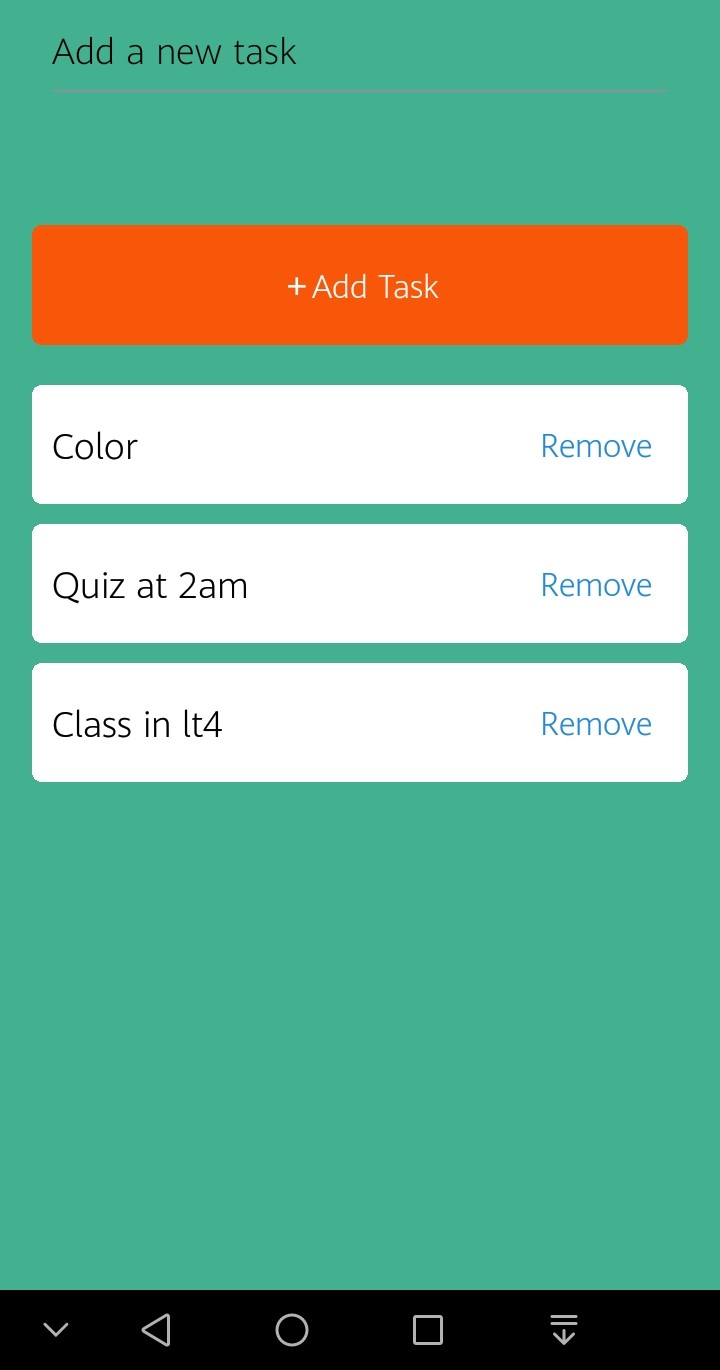 Add a new task
+ Add Task
Color Remove
Quiz at 2am Remove
Class in lt4 Remove